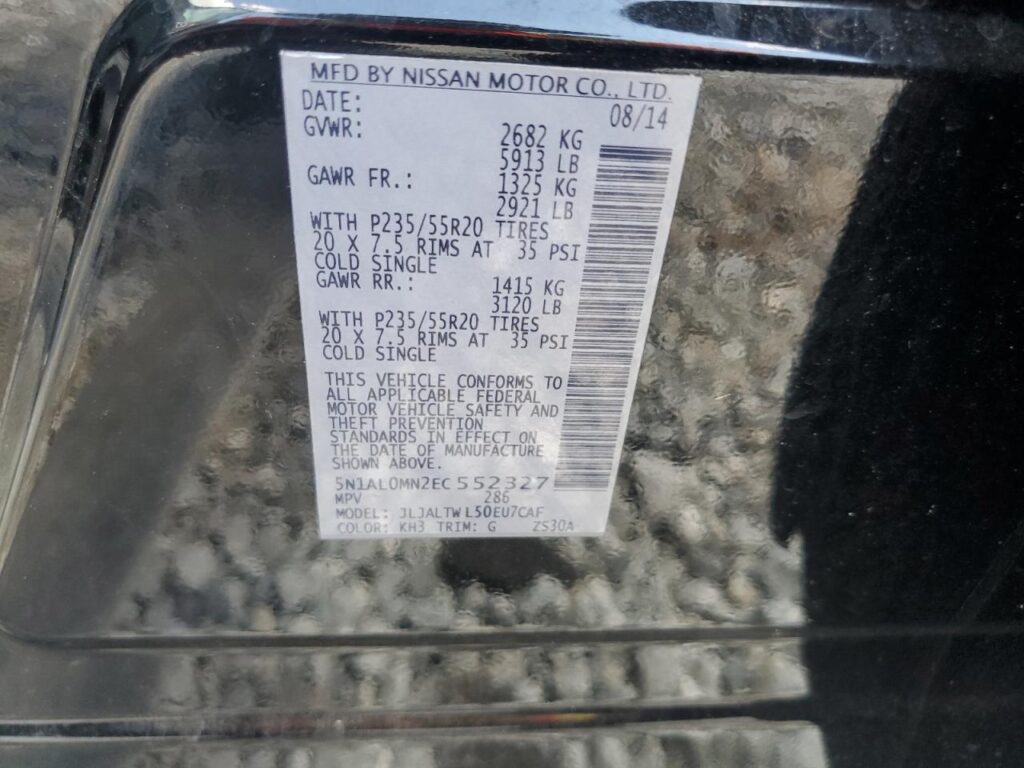 MFD BY NISSAN MOTOR CO., LTD.
DATE: 08/14
GVWR: 2682 KG
5913 LB
GAWR FR.: 1325 KG
2921 LB
WITH P235/55R20 TIRES
20 X 7.5 RIMS AT 35 PSI
COLD SINGLE
GAWR RR.: 1415 KG
3120 LB
WITH P235/55R20 TIRES
20 X 7.5 RIMS AT 35 PSI
COLD SINGLE
THIS VEHICLE CONFORMS TO
ALL APPLICABLE FEDERAL
MOTOR VEHICLE SAFETY AND
THEFT PREVENTION
STANDARDS IN EFFECT ON
THE DATE OF MANUFACTURE
SHOWN ABOVE.
5N1AL0MN2EC552327
MPV 286
MODEL: JLJALTWL50EU7CAF
COLOR: KH3 TRIM: G ZS30A